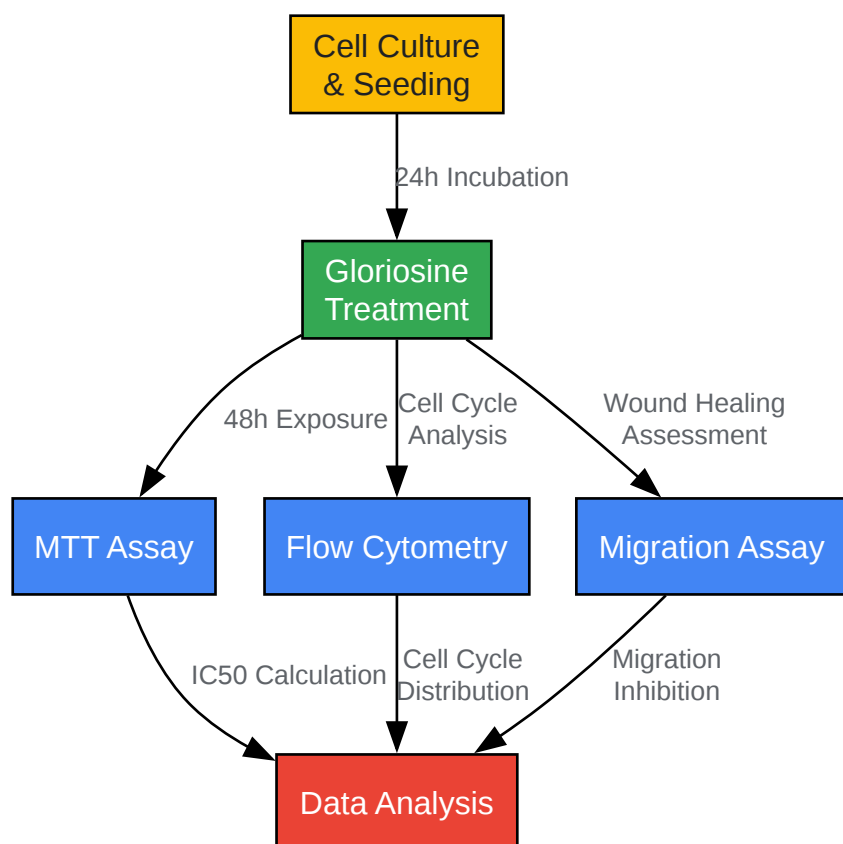 Cell Culture
& Seeding
24h Incubation
Gloriosine
Treatment
48h Exposure
Cell Cycle
Analysis
Wound Healing
Assessment
MTT Assay
Flow Cytometry
Migration Assay
IC50 Calculation
Cell Cycle
Distribution
Migration
Inhibition
Data Analysis